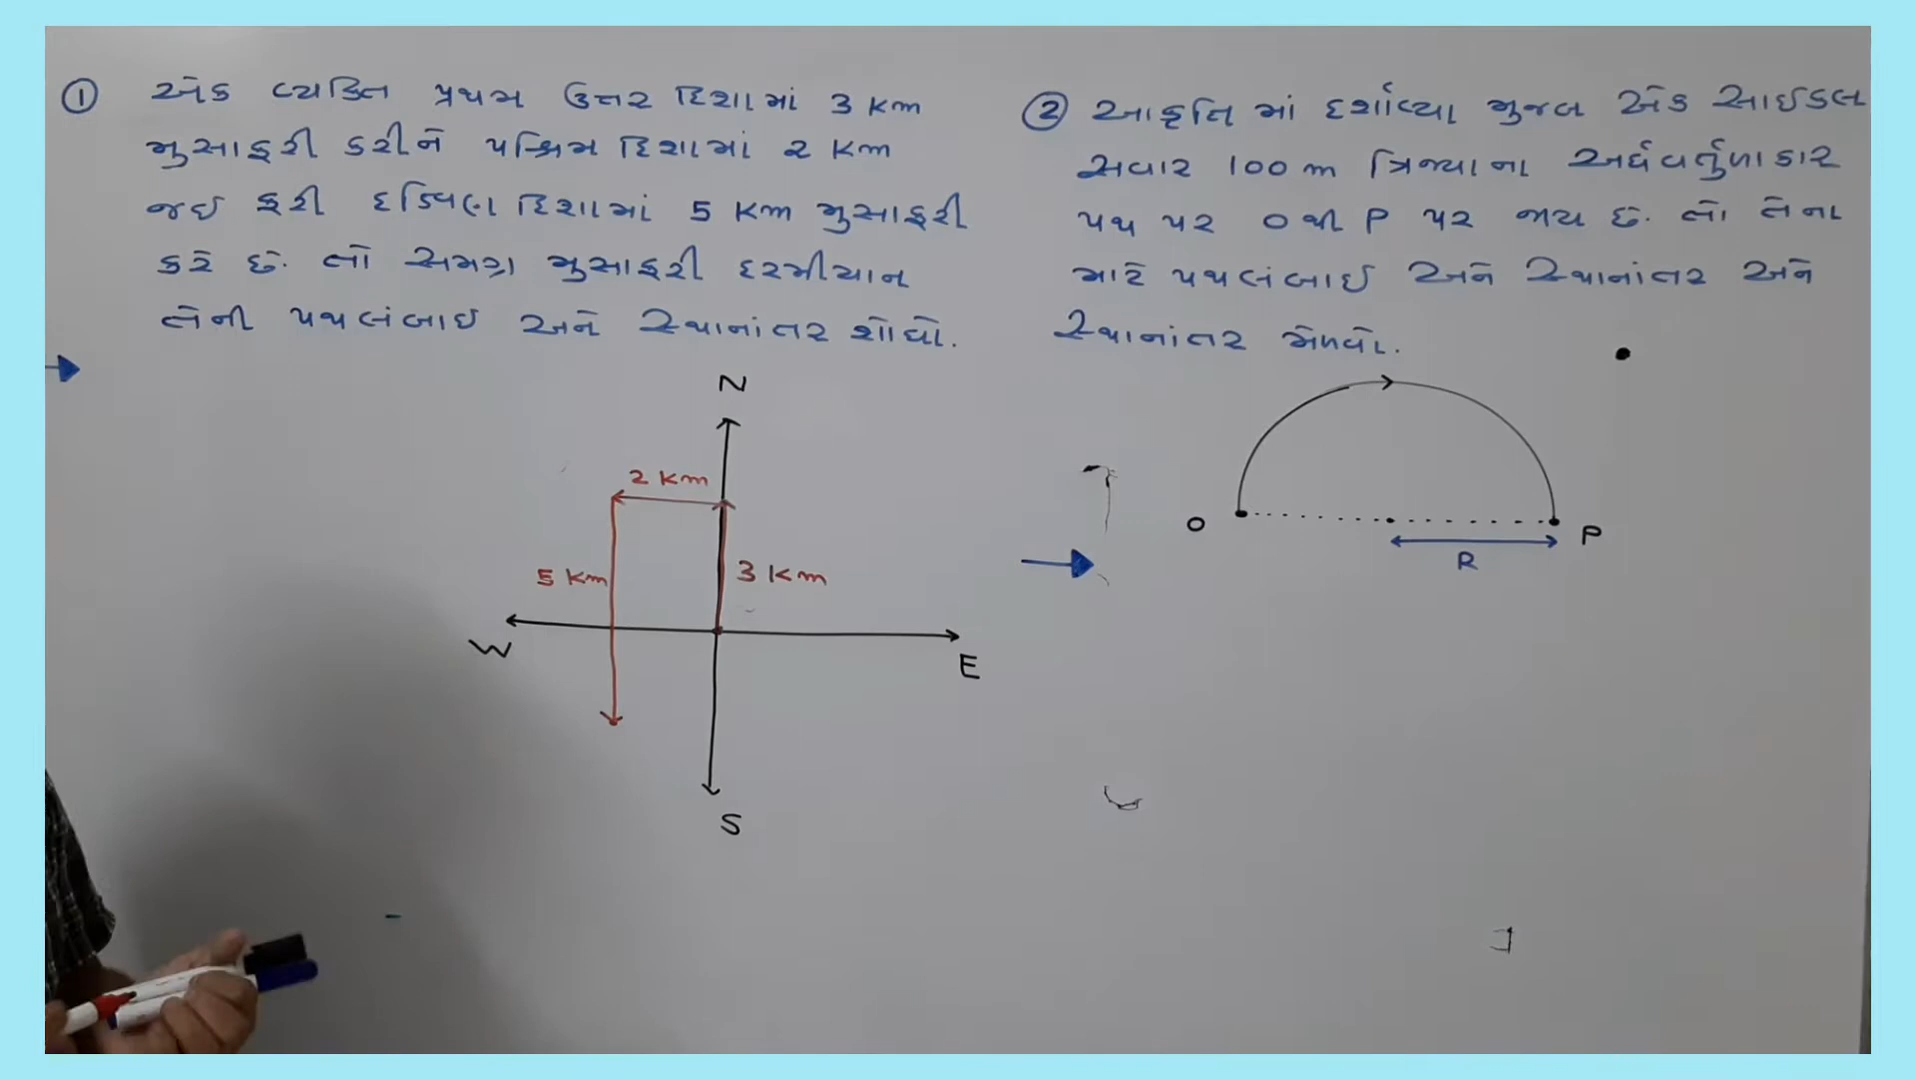 ① એક વ્યક્તિ પ્રથમ ઉત્તર દિશામાં 3 km
મુસાફરી કરીને પશ્ચિમ દિશામાં 2 Km
જઇ ફરી દક્ષિણ દિશામાં 5 Km મુસાફરી
કરે છે. તો સમગ્ર મુસાફરી દરમીયાન
તેની પથલંબાઇ અને સ્થાનાંતર શોધો.
N
2 Km
5 Km
3 Km
W
E
S
② આકૃતિ માં દર્શાવ્યા મુજબ એક સાઇકલ
સવાર 100 m ત્રિજ્યાના અર્ધવર્તુળાકાર
પથ પર O થી P પર જાય છે. તો તેના
માટે પથલંબાઈ અને સ્થાનાંતર અને
સ્થાનાંતર મેળવો.
O
P
R